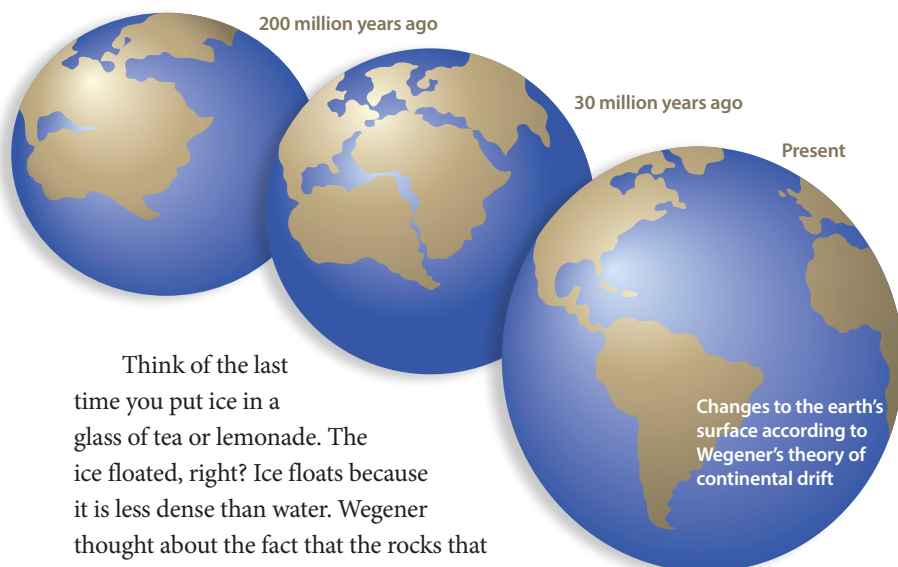 200 million years ago
30 million years ago
Present
Changes to the earth's
surface according to
Wegener's theory of
continental drift
Think of the last
time you put ice in a
glass of tea or lemonade. The
ice floated, right? Ice floats because
it is less dense than water. Wegener
thought about the fact that the rocks that